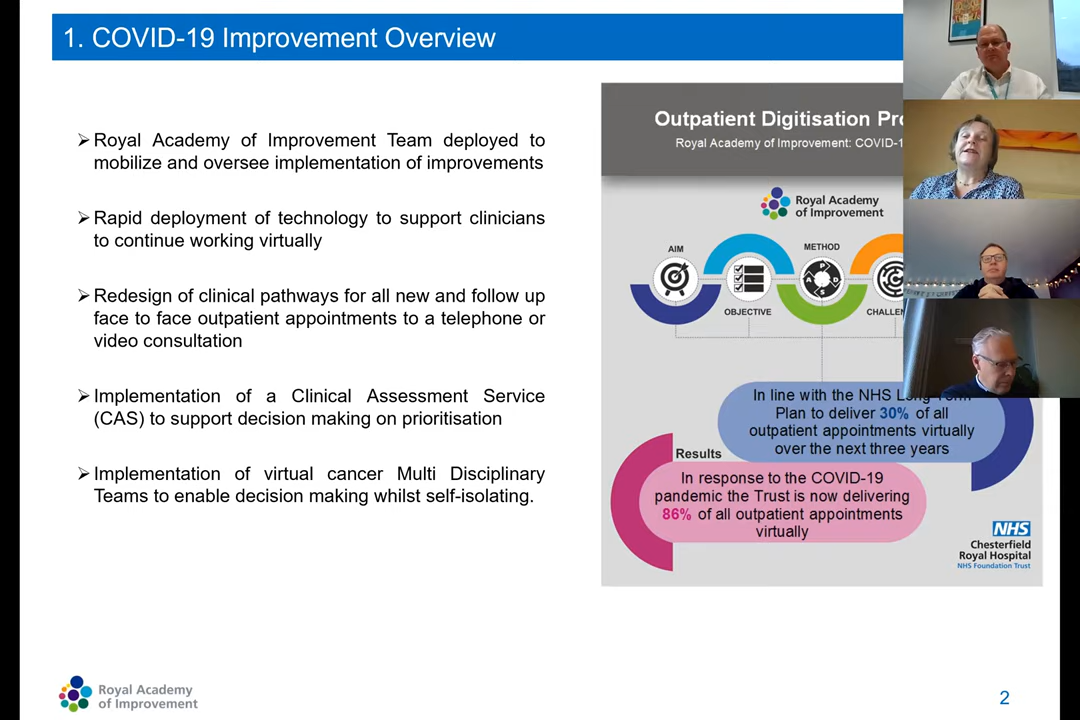 1. COVID-19 Improvement Overview
Royal Academy of Improvement Team deployed to
mobilize and oversee implementation of improvements
Rapid deployment of technology to support clinicians
to continue working virtually
Redesign of clinical pathways for all new and follow up
face to face outpatient appointments to a telephone or
video consultation
Implementation of a Clinical Assessment Service
(CAS) to support decision making on prioritisation
Implementation of virtual cancer Multi Disciplinary
Teams to enable decision making whilst self-isolating.
Outpatient Digitisation
Royal Academy of Improvement:
Royal Academy
of Improvement
AIM
METHOD
OBJECTIVE
In line with the NHS Long Term
Plan to deliver 30% of all
outpatient appointments virtually
over the next three years
Results
In response to the COVID-19
pandemic the Trust is now delivering
86% of all outpatient appointments
virtually
NHS
Chesterfield
Royal Hospital
NHS Foundation Trust
Royal Academy
of Improvement
2